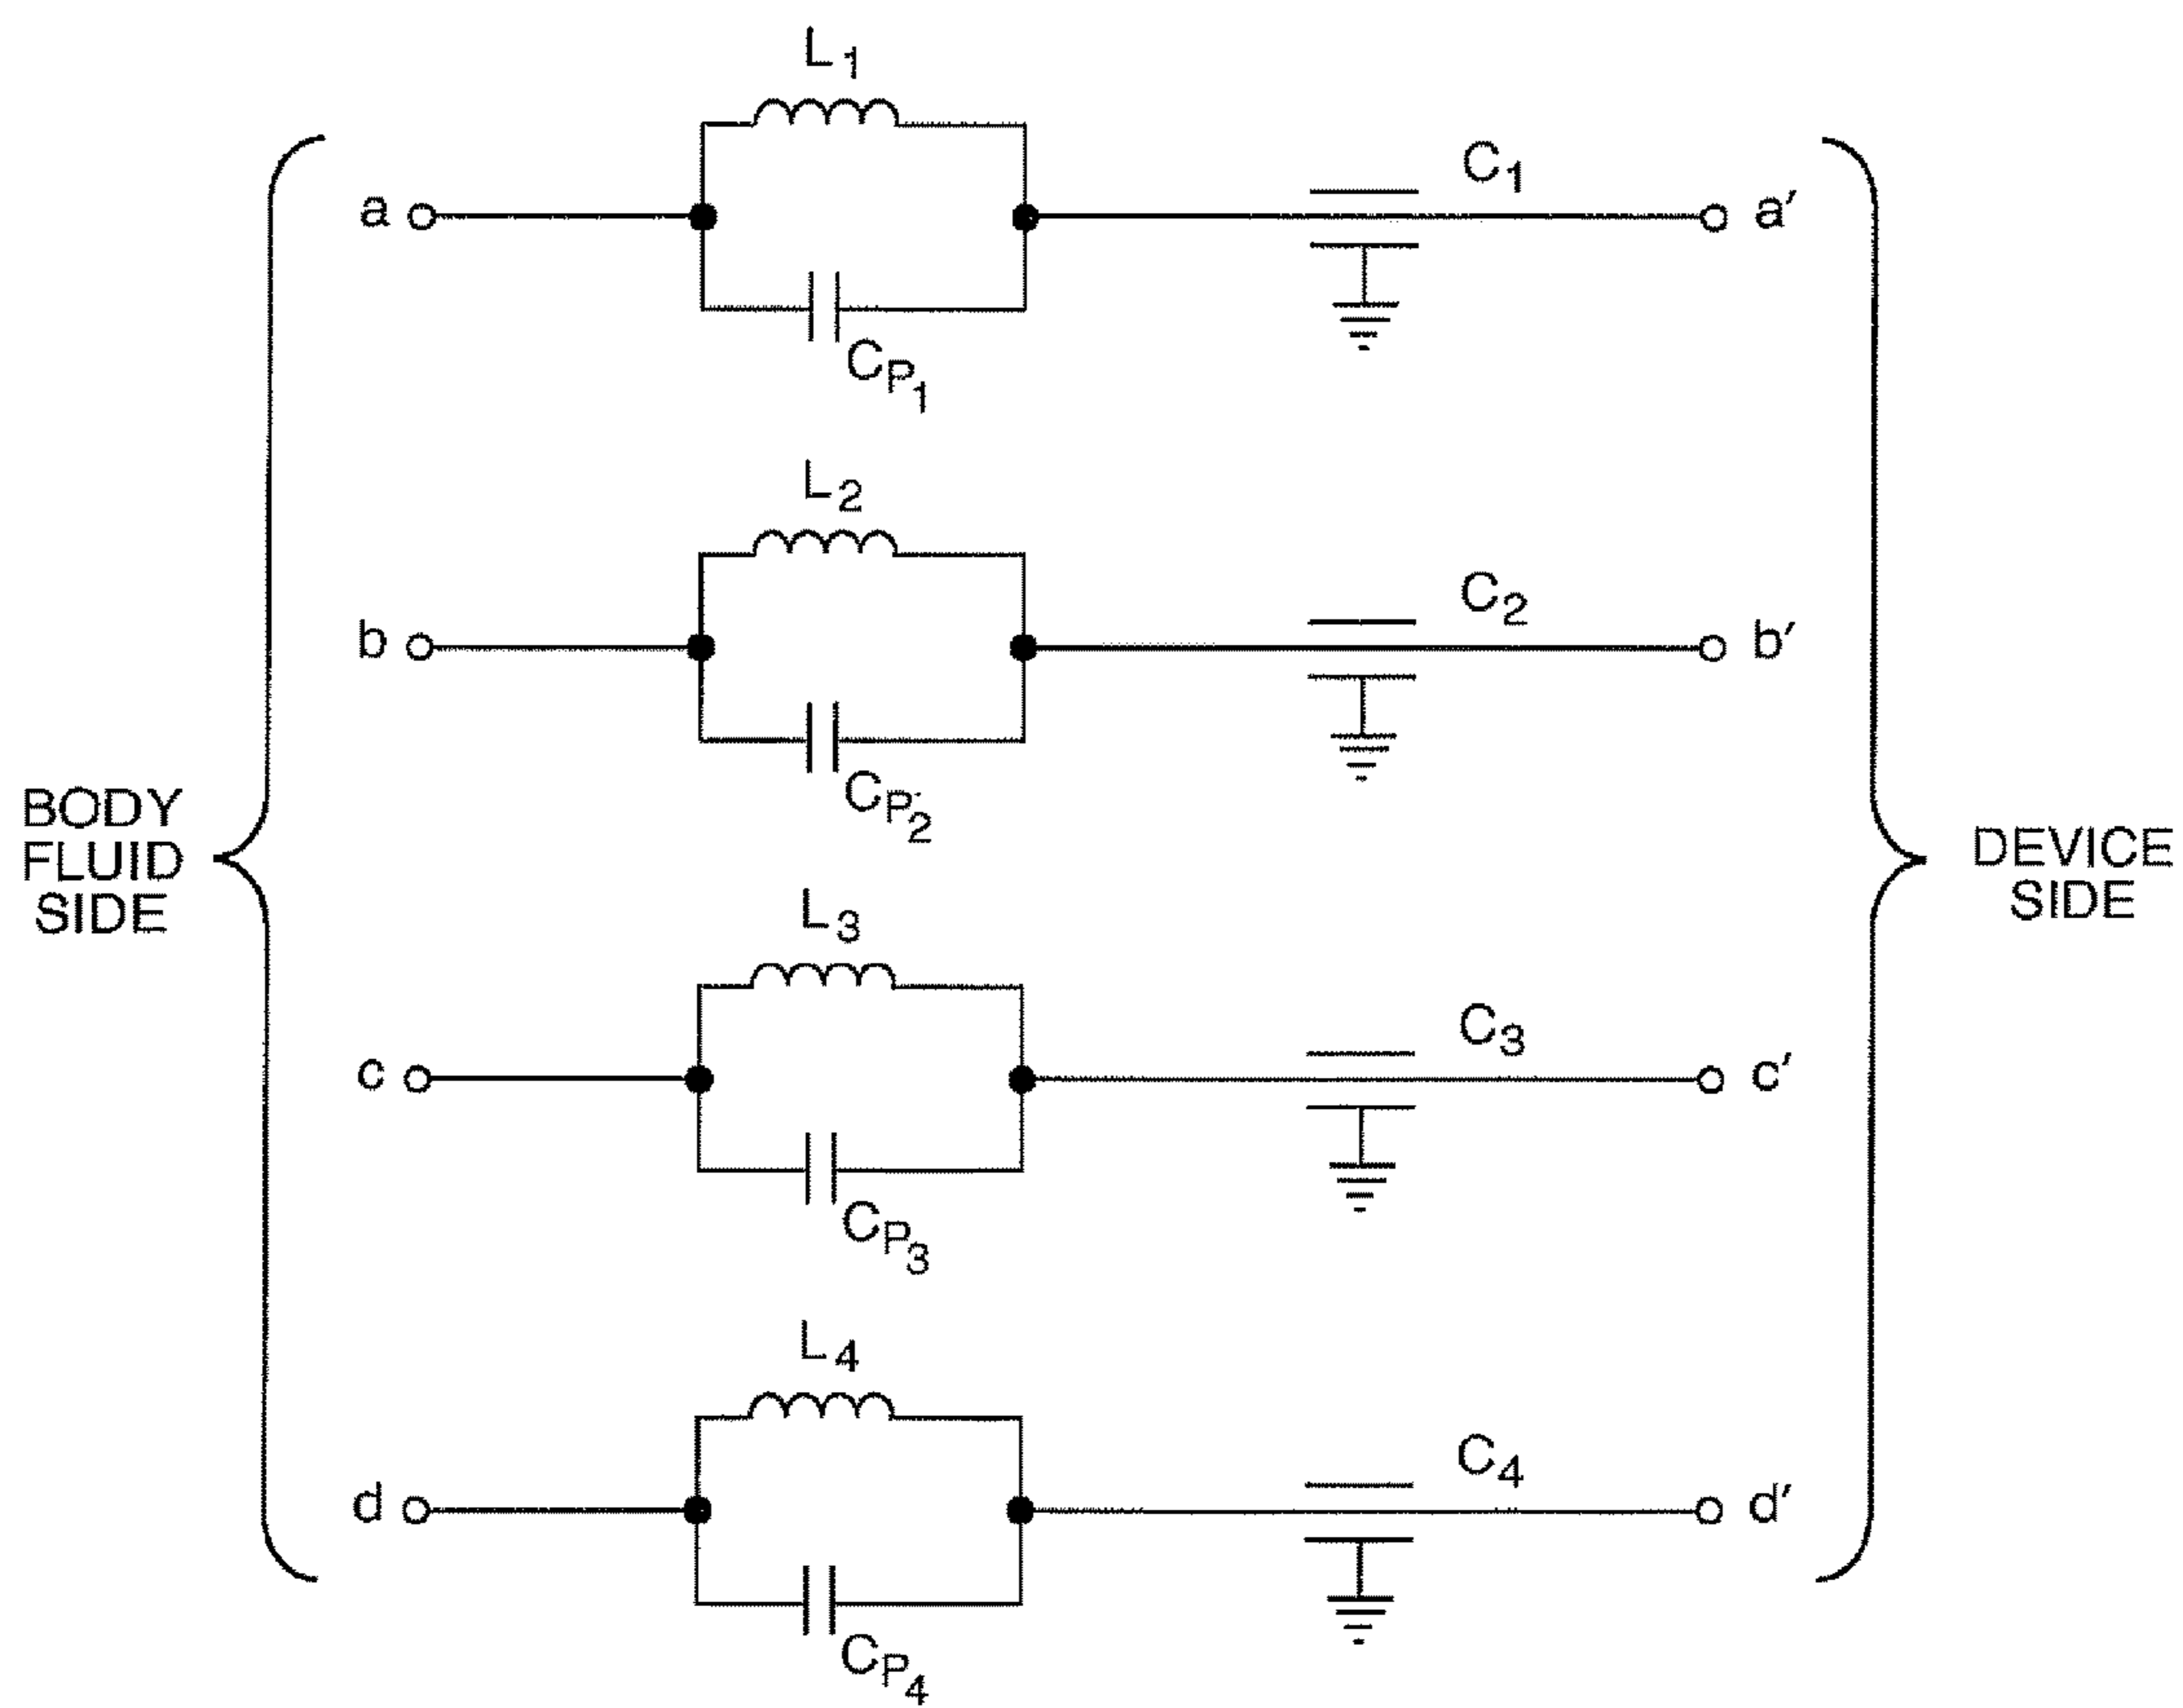 L1
C1
a
a′
CP1
L2
C2
b
b′
CP2
BODY
FLUID
SIDE
DEVICE
SIDE
L3
C3
c
c′
CP3
L4
C4
d
d′
CP4